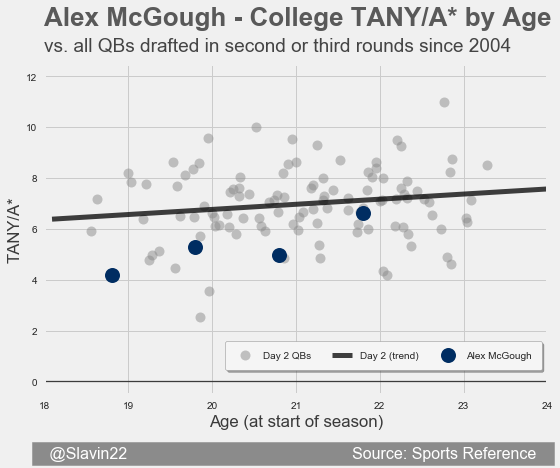 Alex McGough - College TANY/A* by Age
vs. all QBs drafted in second or third rounds since 2004
12
10
8
6
4
2
0
TANY/A*
Day 2 QBs
Day 2 (trend)
Alex McGough
18 19 20 21 22 23 24
Age (at start of season)
@Slavin22
Source: Sports Reference